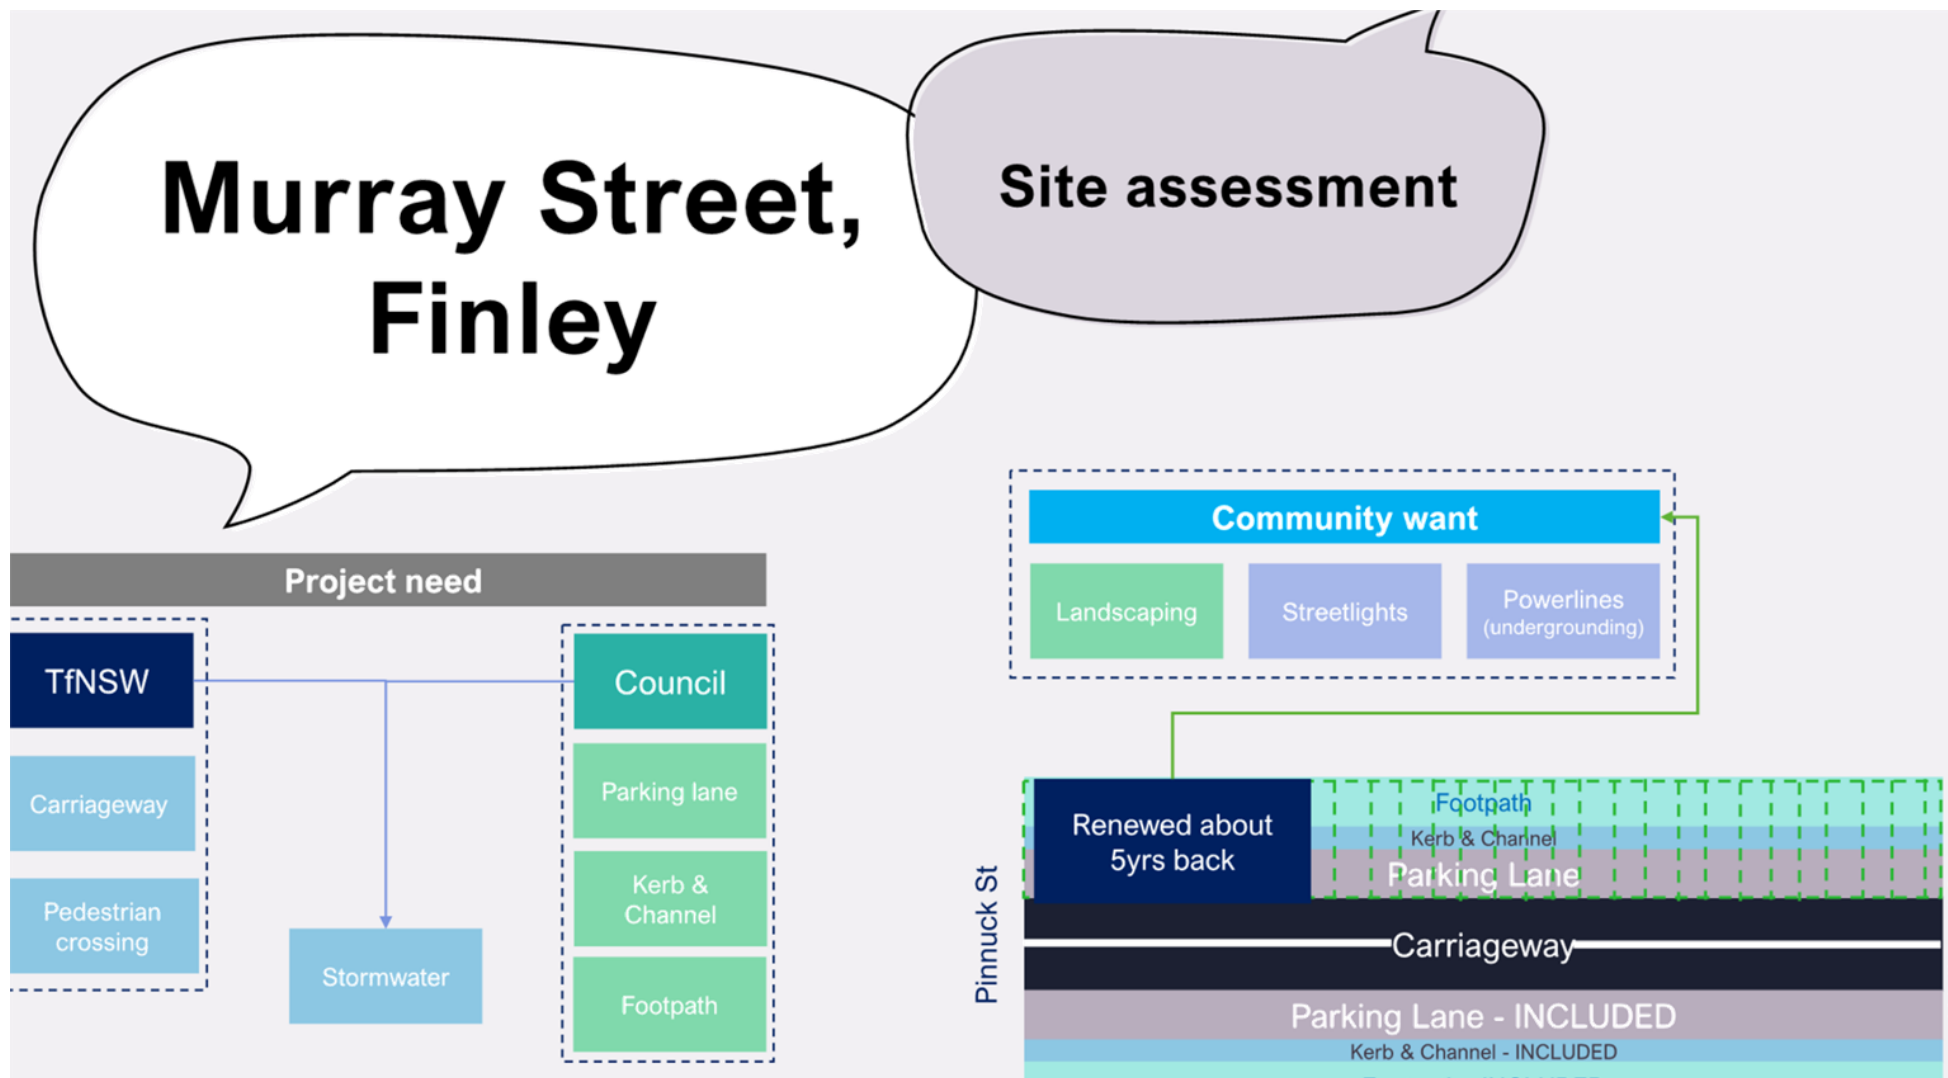 Murray Street,
Finley
Site assessment
Project need
TfNSW
Carriageway
Pedestrian
crossing
Stormwater
Council
Parking lane
Kerb &
Channel
Footpath
Community want
Landscaping
Streetlights
Powerlines
(undergrounding)
Pinnuck St
Renewed about
5yrs back
Footpath
Kerb & Channel
Parking Lane
Carriageway
Parking Lane - INCLUDED
Kerb & Channel - INCLUDED